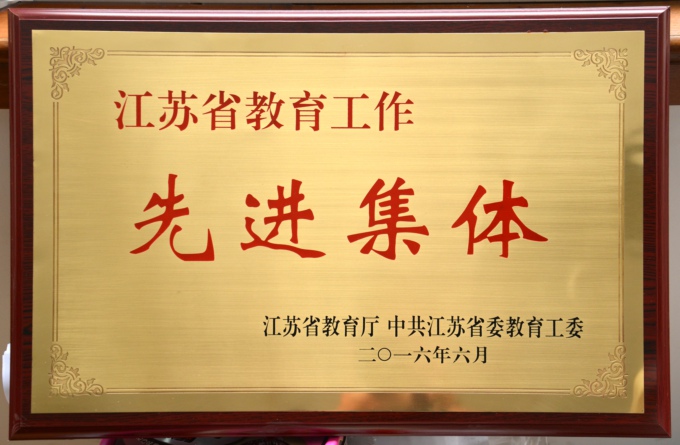 江苏省教育工作
先进集体
江苏省教育厅 中共江苏省委教育工委
二〇一六年六月